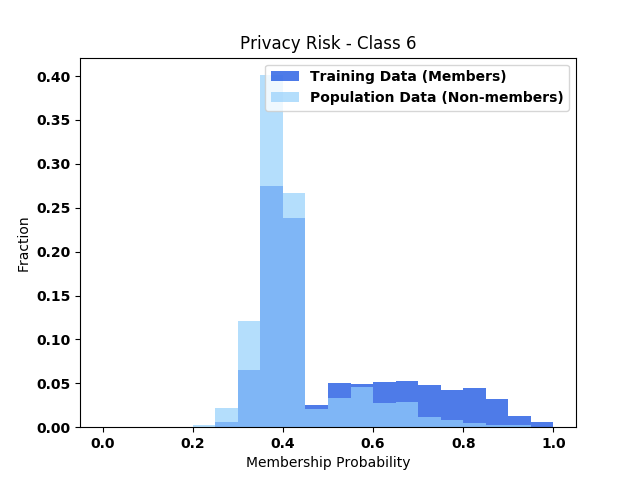 Privacy Risk - Class 6
Training Data (Members)
Population Data (Non-members)
0.40
0.35
0.30
0.25
0.20
0.15
0.10
0.05
0.00
Fraction
0.0 0.2 0.4 0.6 0.8 1.0
Membership Probability